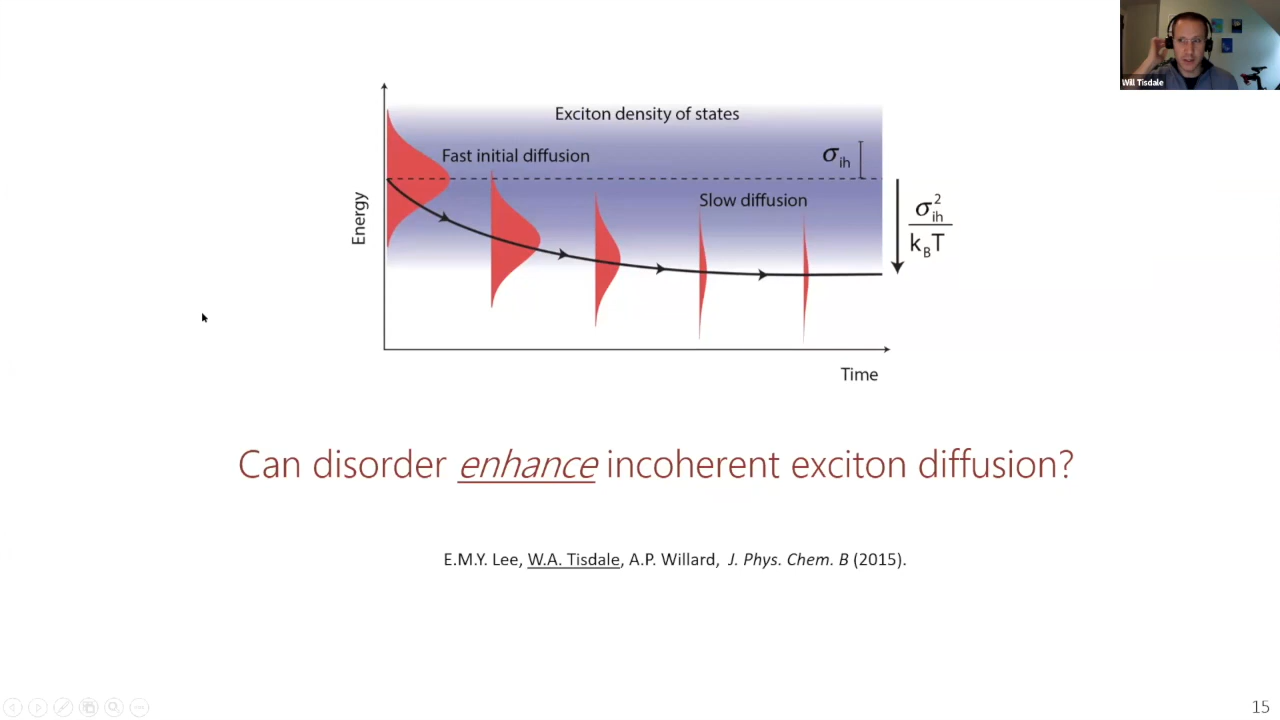 Will Tisdale
Exciton density of states
Fast initial diffusion
σih
Slow diffusion
σ²ih
kBT
Energy
Time
Can disorder enhance incoherent exciton diffusion?
E.M.Y. Lee, W.A. Tisdale, A.P. Willard, J. Phys. Chem. B (2015).
15